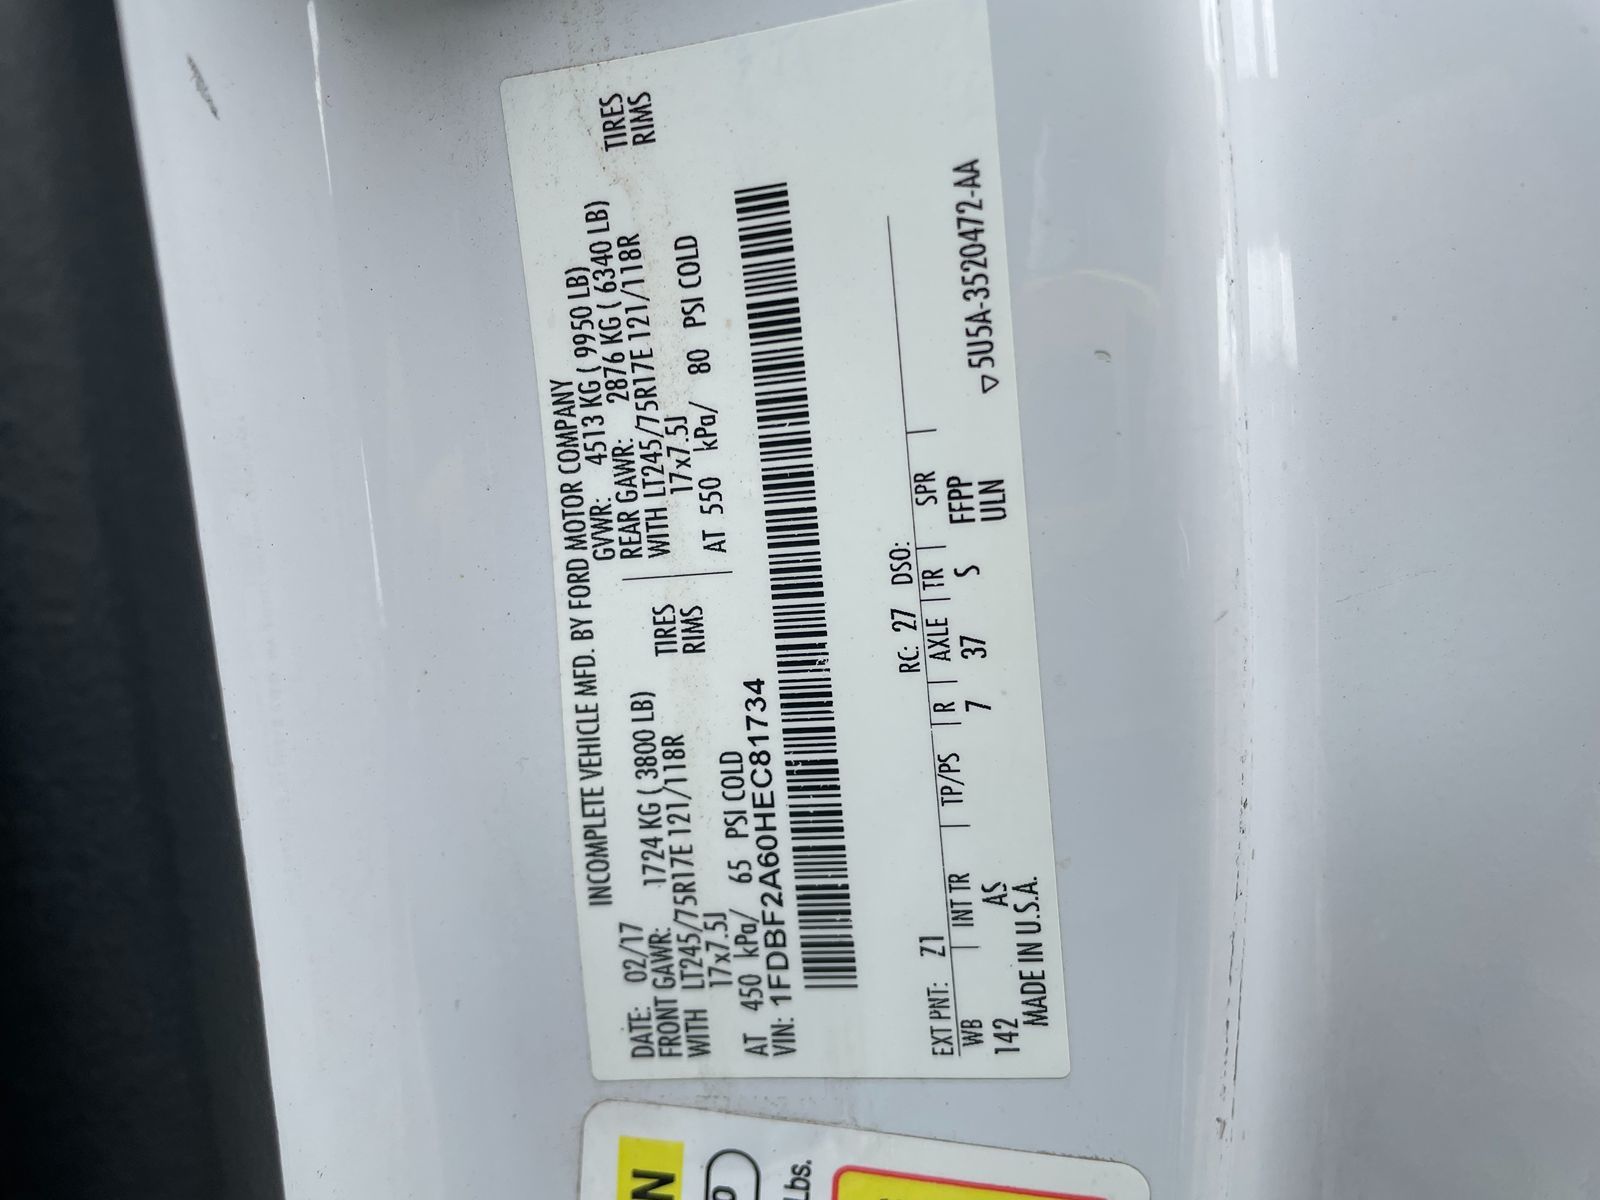 INCOMPLETE VEHICLE MFD. BY FORD MOTOR COMPANY
DATE: 02/17 GVWR: 4513 KG ( 9950 LB)
FRONT GAWR: 1724 KG ( 3800 LB) REAR GAWR: 2876 KG ( 6340 LB)
WITH LT245/75R17E 121/118R TIRES WITH LT245/75R17E 121/118R TIRES
17x7.5J RIMS 17x7.5J RIMS
AT 450 kPa/ 65 PSI COLD AT 550 kPa/ 80 PSI COLD
VIN: 1FDBF2A60HEC81734
EXT PNT: Z1 RC: 27 DSO:
WB INT TR TP/PS R AXLE TR SPR
142 AS 7 37 S FFPP
MADE IN U.S.A. ULN
▽5U5A-3520472-AA
N
Lbs.